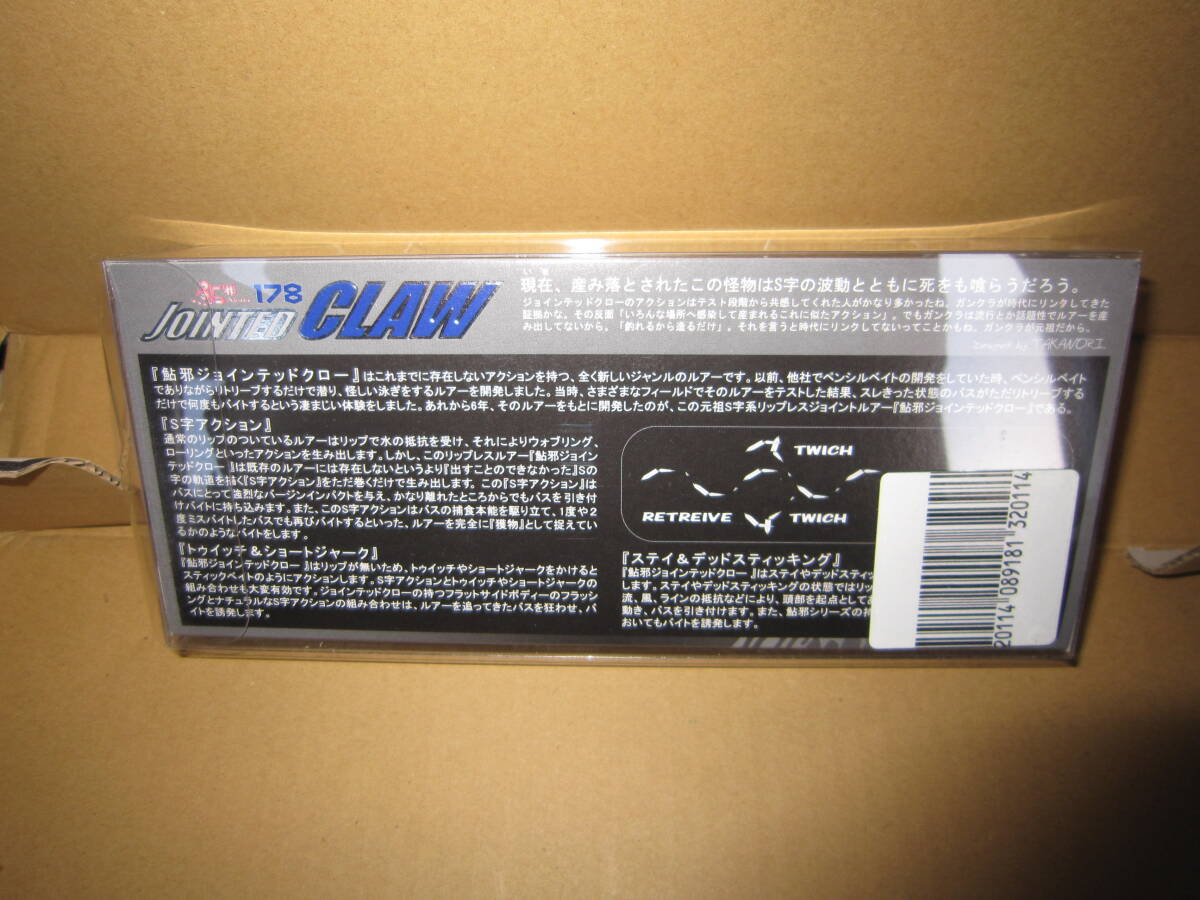 178
JOINTED CLAW
いま
現在、産み落とされたこの怪物はS字の波動とともに死をも喰らうだろう。
ジョインテッドクローのアクションはテスト段階から共感してくれた人がかなり多かったね。ガンクラが時代にリンクしてきた
証拠かな。その反面「いろんな場所へ感染して産まれるこれに似たアクション」。でもガンクラは流行とか話題性でルアーを産
み出してないから。「釣れるから造るだけ」。それを言うと時代にリンクしてないってことかもね。ガンクラが元祖だから。
Designed by TAKANORI.
『鮎邪ジョインテッドクロー』はこれまでに存在しないアクションを持つ、全く新しいジャンルのルアーです。以前、他社でペンシルベイトの開発をしていた時、ペンシルベイト
でありながらリトリーブするだけで潜り、怪しい泳ぎをするルアーを開発しました。当時、さまざまなフィールドでそのルアーをテストした結果、スレきった状態のバスがただリトリーブする
だけで何度もバイトするという凄まじい体験をしました。あれから6年、そのルアーをもとに開発したのが、この元祖S字系リップレスジョイントルアー『鮎邪ジョインテッドクロー』である。
『S字アクション』
通常のリップのついているルアーはリップで水の抵抗を受け、それによりウォブリング、
ローリングといったアクションを生み出します。しかし、このリップレスルアー『鮎邪ジョイン
テッドクロー』は既存のルアーには存在しないというより『出すことのできなかった』Sの
字の軌道を描く『S字アクション』をただ巻くだけで生み出します。この『S字アクション』は
バスにとって強烈なバージンインパクトを与え、かなり離れたところからでもバスを引き付
けバイトに持ち込みます。また、このS字アクションはバスの捕食本能を駆り立て、1度や2
度ミスバイトしたバスでも再びバイトするといった、ルアーを完全に『獲物』として捉えてい
るかのようなバイトをします。
『トゥイッチ＆ショートジャーク』
『鮎邪ジョインテッドクロー』はリップが無いため、トゥイッチやショートジャークをかけると
スティックベイトのようにアクションします。S字アクションとトゥイッチやショートジャークの
組み合わせも大変有効です。ジョインテッドクローの持つフラットサイドボディーのフラッシ
ングとナチュラルなS字アクションの組み合わせは、ルアーを追ってきたバスを狂わせ、バ
イトを誘発します。
TWICH
RETREIVE TWICH
『ステイ＆デッドスティッキング』
『鮎邪ジョインテッドクロー』はステイやデッドスティッ
します。ステイやデッドスティッキングの状態ではリッ
流、風、ラインの抵抗などにより、頭部を起点として
動き、バスを引き付けます。また、鮎邪シリーズの
おいてもバイトを誘発します。
20114 089181 320114